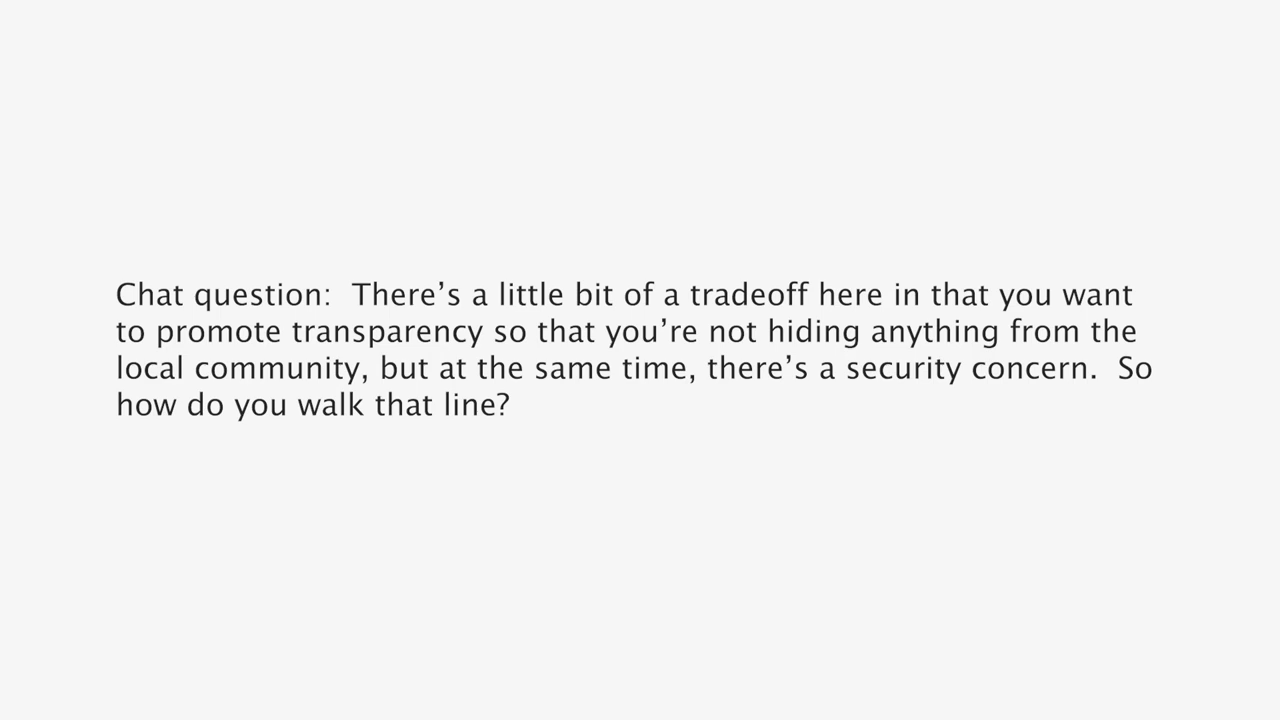 Chat question:  There’s a little bit of a tradeoff here in that you want
to promote transparency so that you’re not hiding anything from the
local community, but at the same time, there’s a security concern.  So
how do you walk that line?